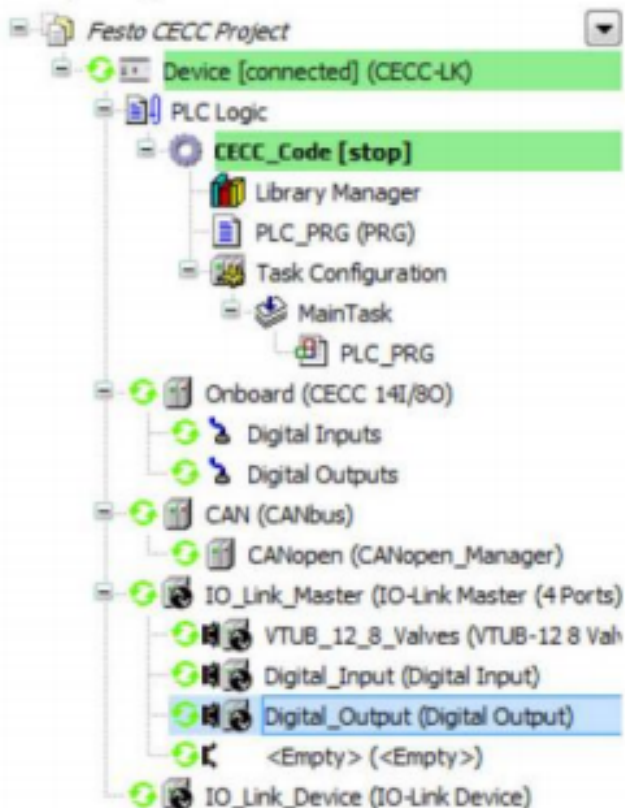 Festo CECC Project
Device [connected] (CECC-LK)
PLC Logic
CECC_Code [stop]
Library Manager
PLC_PRG (PRG)
Task Configuration
MainTask
PLC_PRG
Onboard (CECC 14I/8O)
Digital Inputs
Digital Outputs
CAN (CANbus)
CANopen (CANopen_Manager)
IO_Link_Master (IO-Link Master (4 Ports)
VTUB_12_8_Valves (VTUB-12 8 Valv
Digital_Input (Digital Input)
Digital_Output (Digital Output)
<Empty> (<Empty>)
IO_Link_Device (IO-Link Device)